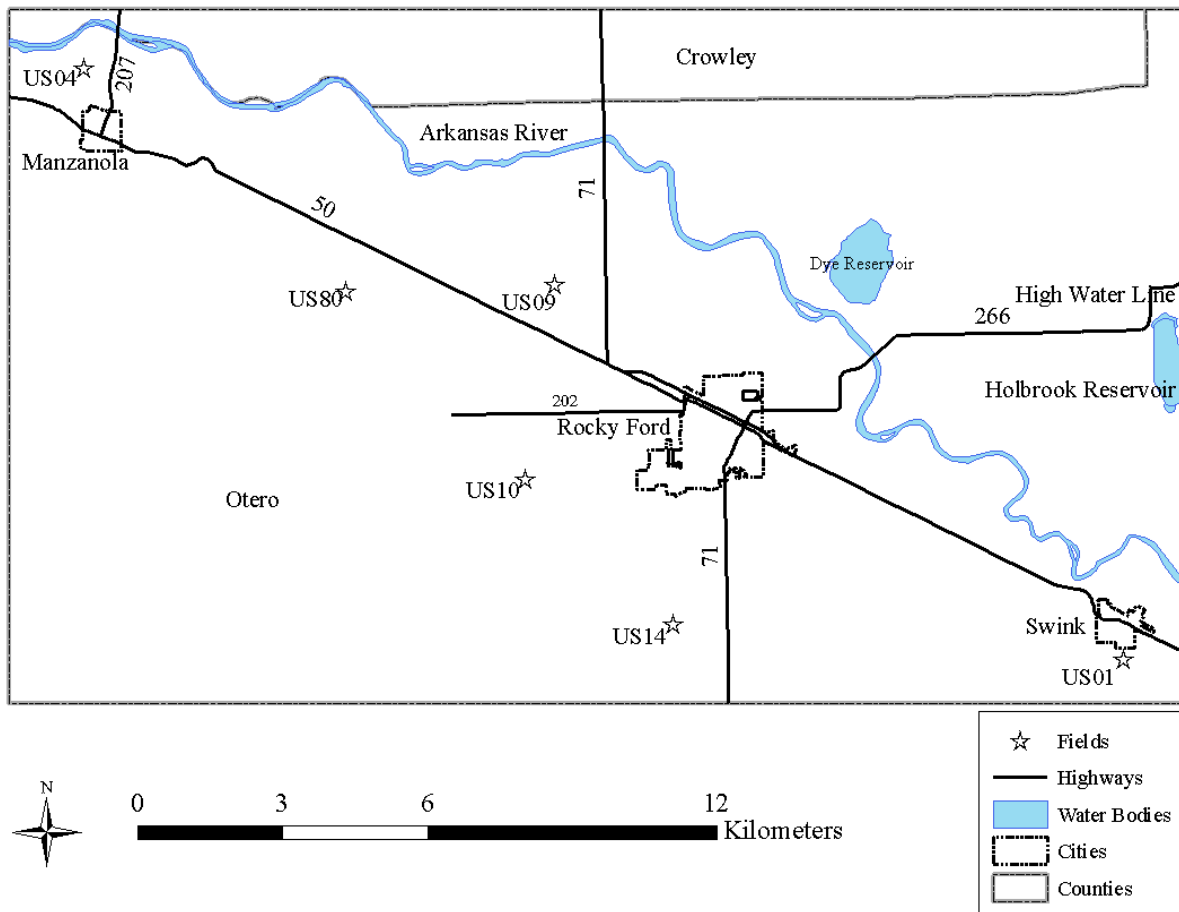 Crowley
US04
207
Arkansas River
Manzanola
71
50
Dye Reservoir
US80
US09
High Water Line
266
Holbrook Reservoir
202
Rocky Ford
US10
Otero
71
US14
Swink
US01
Fields
Highways
Water Bodies
Cities
Counties
N
0 3 6 12
Kilometers